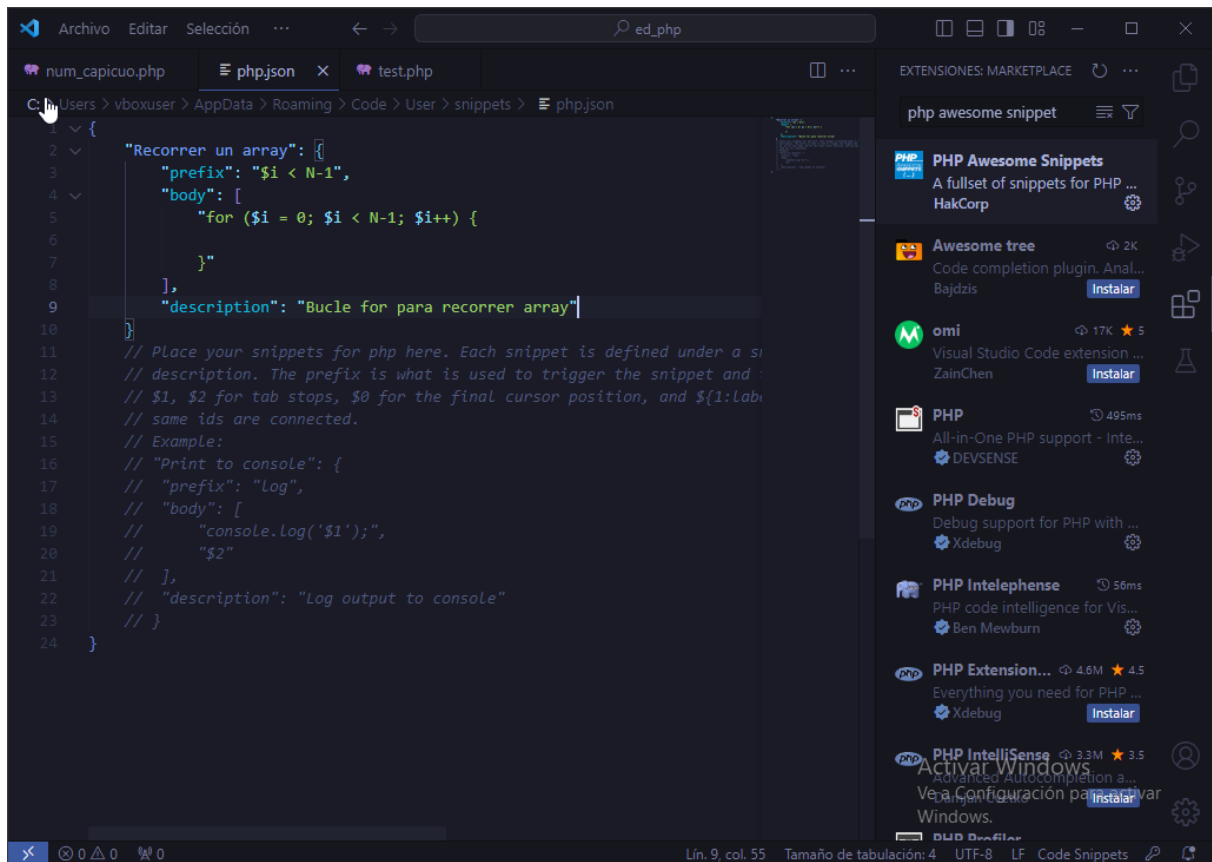 Archivo Editar Selección ··· ed_php
num_capicuo.php php.json test.php
C: > Users > vboxuser > AppData > Roaming > Code > User > snippets > php.json
1 {
2 "Recorrer un array": {
3 "prefix": "$i < N-1",
4 "body": [
5 "for ($i = 0; $i < N-1; $i++) {
6
7 }"
8 ],
9 "description": "Bucle for para recorrer array"
10 }
11 // Place your snippets for php here. Each snippet is defined under a
12 // description. The prefix is what is used to trigger the snippet and
13 // $1, $2 for tab stops, $0 for the final cursor position, and ${1:lab
14 // same ids are connected.
15 // Example:
16 // "Print to console": {
17 // "prefix": "log",
18 // "body": [
19 // "console.log('$1');",
20 // "$2"
21 // ],
22 // "description": "Log output to console"
23 // }
24 }
EXTENSIONES: MARKETPLACE
php awesome snippet
PHP Awesome Snippets
A fullset of snippets for PHP ...
HakCorp
Awesome tree 2K
Code completion plugin. Anal...
Bajdzis Instalar
omi 17K ★ 5
Visual Studio Code extension ...
ZainChen Instalar
PHP 495ms
All-in-One PHP support - Inte...
DEVSENSE
PHP Debug
Debug support for PHP with ...
Xdebug
PHP Intelephense 56ms
PHP code intelligence for Vis...
Ben Mewburn
PHP Extension... 4.6M ★ 4.5
Everything you need for PHP ...
Xdebug Instalar
PHP IntelliSense 3.3M ★ 3.5
Advanced Autocompletion a...
Damjan Cvetko Instalar
PHP Profiler
Activar Windows
Ve a Configuración para activar
Windows.
0 0 0 Lín. 9, col. 55 Tamaño de tabulación: 4 UTF-8 LF Code Snippets